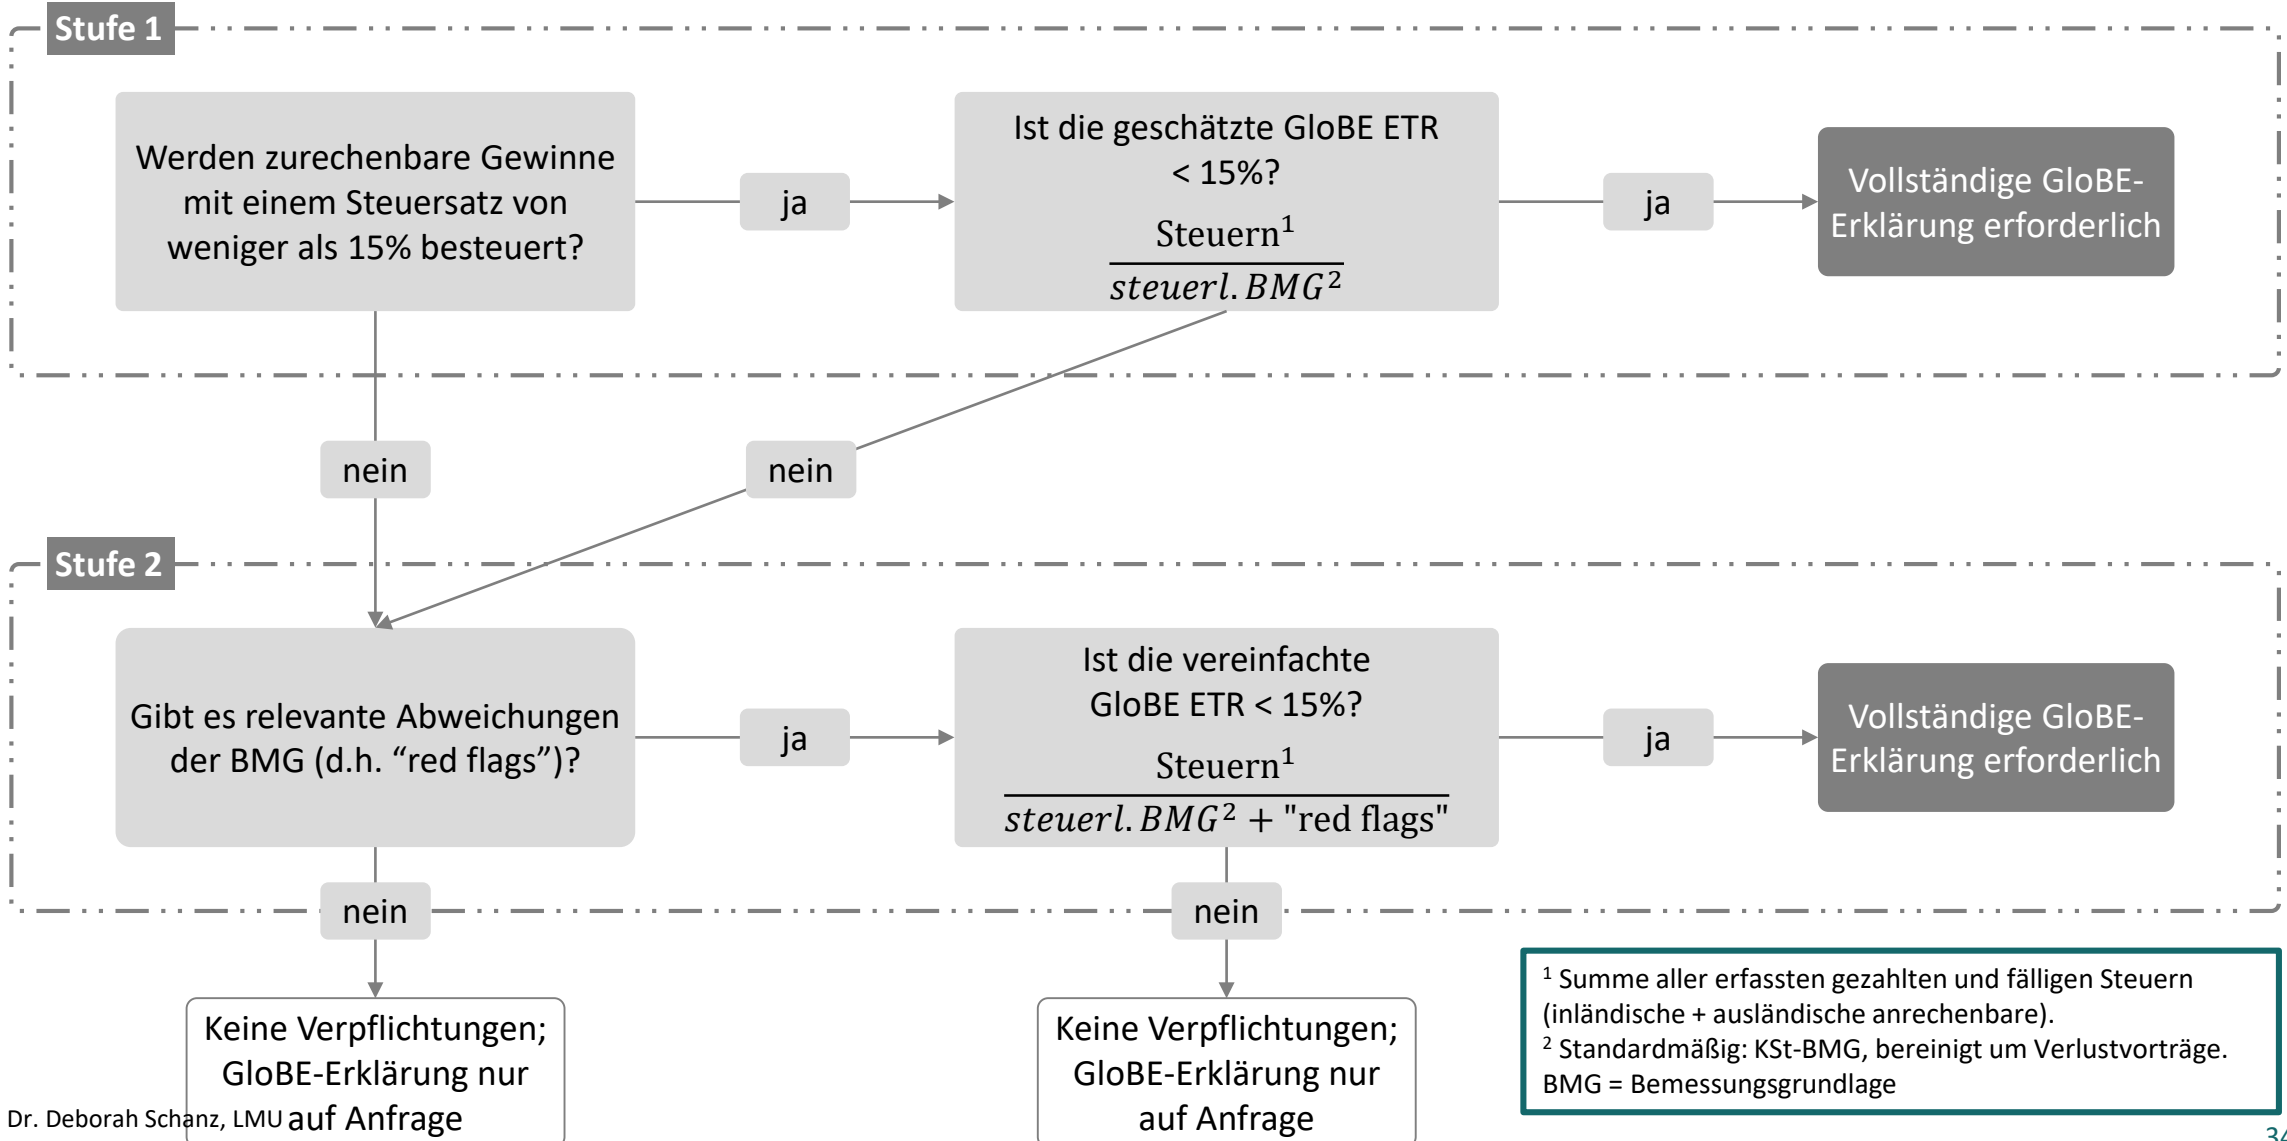 Stufe 1
Werden zurechenbare Gewinne
mit einem Steuersatz von
weniger als 15% besteuert?
ja
Ist die geschätzte GloBE ETR
< 15%?
Steuern¹
steuerl. BMG²
ja
Vollständige GloBE-
Erklärung erforderlich
nein
nein
Stufe 2
Gibt es relevante Abweichungen
der BMG (d.h. “red flags”)?
ja
Ist die vereinfachte
GloBE ETR < 15%?
Steuern¹
steuerl. BMG² + "red flags"
ja
Vollständige GloBE-
Erklärung erforderlich
nein
nein
Keine Verpflichtungen;
GloBE-Erklärung nur
auf Anfrage
Keine Verpflichtungen;
GloBE-Erklärung nur
auf Anfrage
¹ Summe aller erfassten gezahlten und fälligen Steuern
(inländische + ausländische anrechenbare).
² Standardmäßig: KSt-BMG, bereinigt um Verlustvorträge.
BMG = Bemessungsgrundlage
Dr. Deborah Schanz, LMU
34